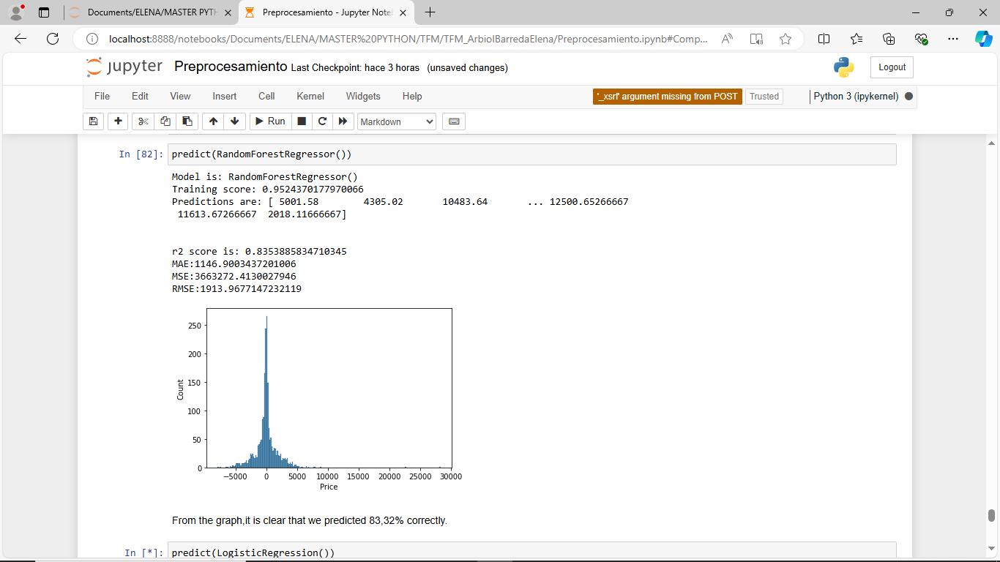 Documents/ELENA/MASTER PYTH
Preprocesamiento - Jupyter Note
localhost:8888/notebooks/Documents/ELENA/MASTER%20PYTHON/TFM/TFM_ArbiolBarredaElena/Preprocesamiento.ipynb#Comp...
jupyter Preprocesamiento Last Checkpoint: hace 3 horas (unsaved changes)
Logout
File Edit View Insert Cell Kernel Widgets Help
'_xsrf' argument missing from POST
Trusted
Python 3 (ipykernel)
Run
Markdown
In [82]: predict(RandomForestRegressor())
Model is: RandomForestRegressor()
Training score: 0.9524370177970066
Predictions are: [ 5001.58 4305.02 10483.64 ... 12500.65266667
11613.67266667 2018.11666667]
r2 score is: 0.8353885834710345
MAE:1146.9003437201006
MSE:3663272.4130027946
RMSE:1913.9677147232119
250
200
150
100
50
0
Count
−5000 0 5000 10000 15000 20000 25000 30000
Price
From the graph,it is clear that we predicted 83,32% correctly.
In [*]: predict(LogisticRegression())